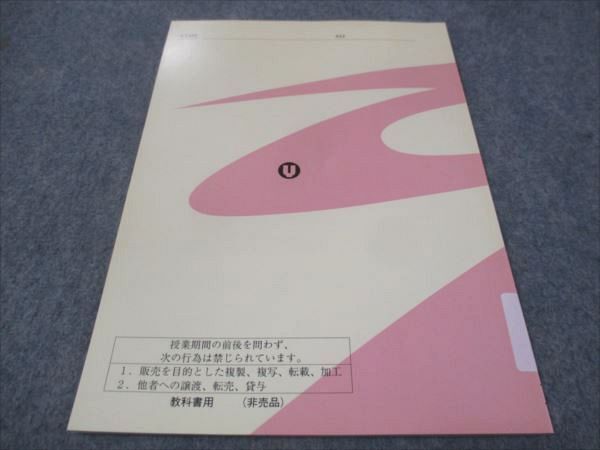 U
授業期間の前後を問わず、
次の行為は禁じられています。
1．販売を目的とした複製、複写、転載、加工
2．他者への譲渡、転売、貸与
教科書用　（非売品）